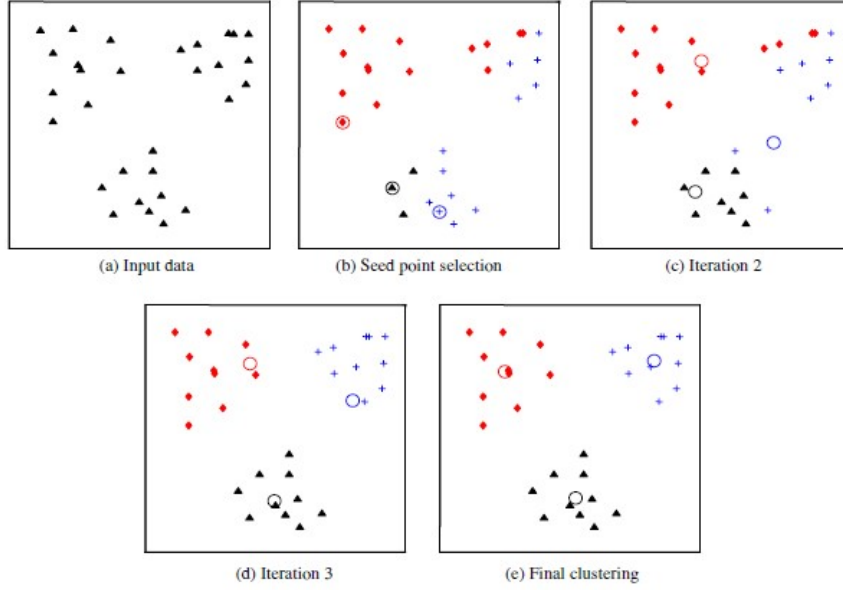 (a) Input data
(b) Seed point selection
(c) Iteration 2
(d) Iteration 3
(e) Final clustering